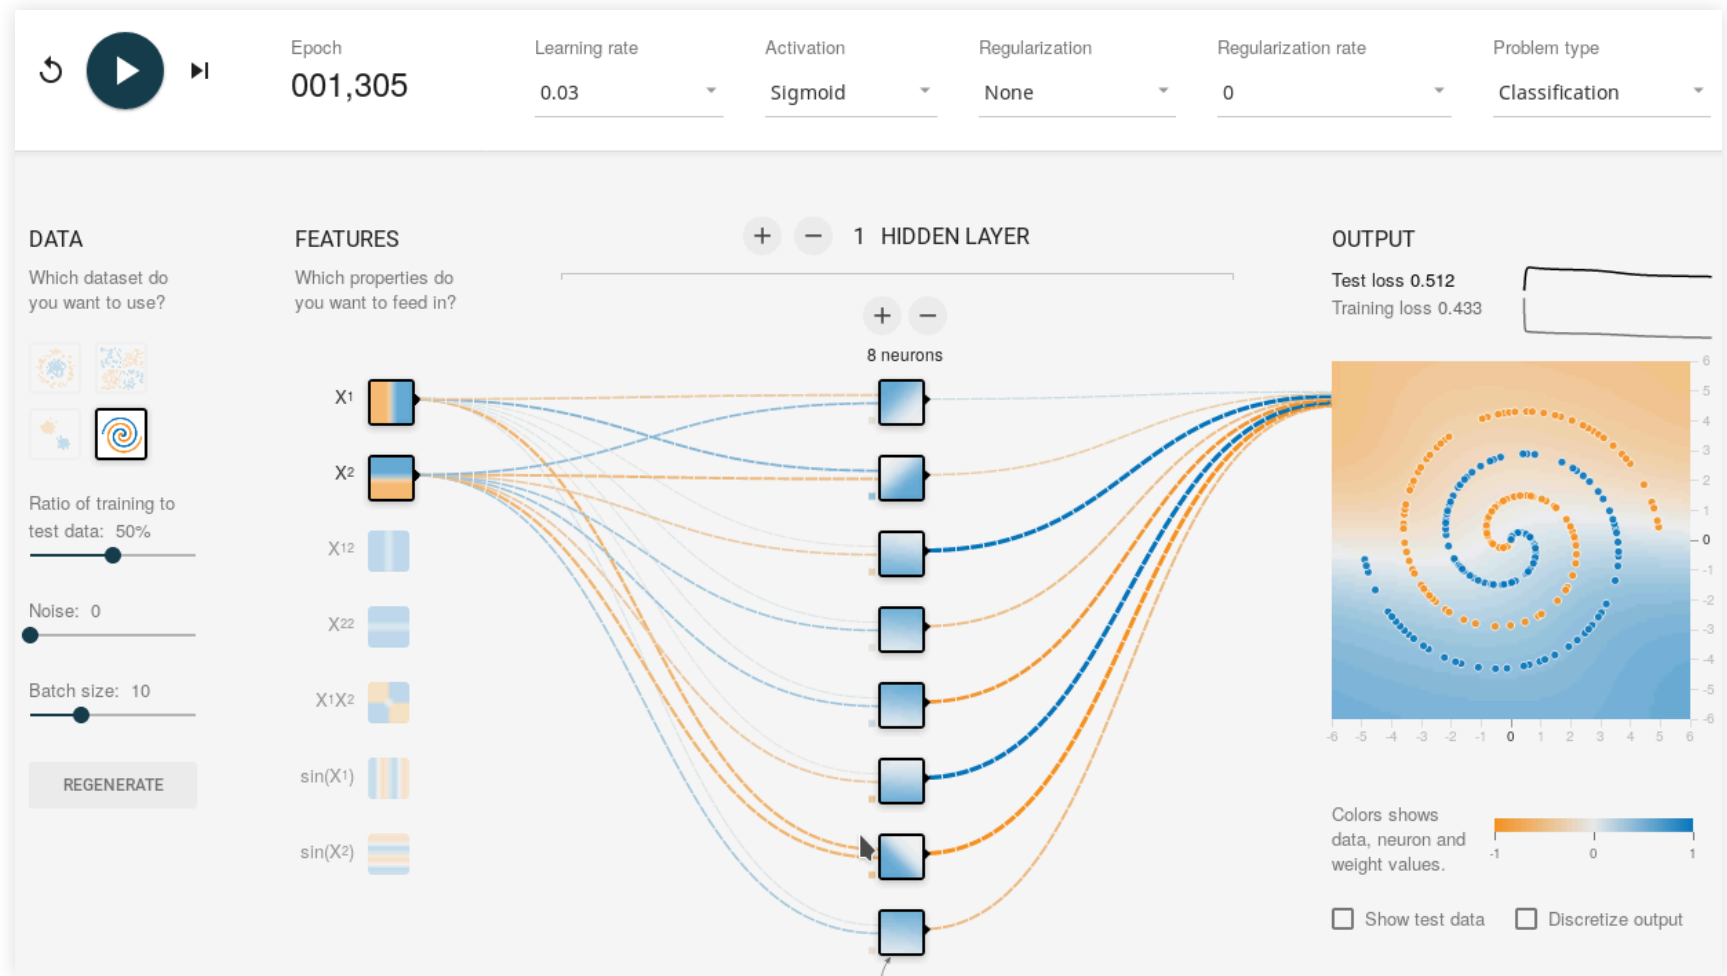 Epoch
001,305
Learning rate
0.03
Activation
Sigmoid
Regularization
None
Regularization rate
0
Problem type
Classification
DATA
Which dataset do
you want to use?
Ratio of training to
test data: 50%
Noise: 0
Batch size: 10
REGENERATE
FEATURES
Which properties do
you want to feed in?
X1
X2
X12
X22
X1X2
sin(X1)
sin(X2)
+ − 1 HIDDEN LAYER
+ −
8 neurons
OUTPUT
Test loss 0.512
Training loss 0.433
6
5
4
3
2
1
0
-1
-2
-3
-4
-5
-6
-6 -5 -4 -3 -2 -1 0 1 2 3 4 5 6
Colors shows
data, neuron and
weight values.
-1 0 1
Show test data
Discretize output